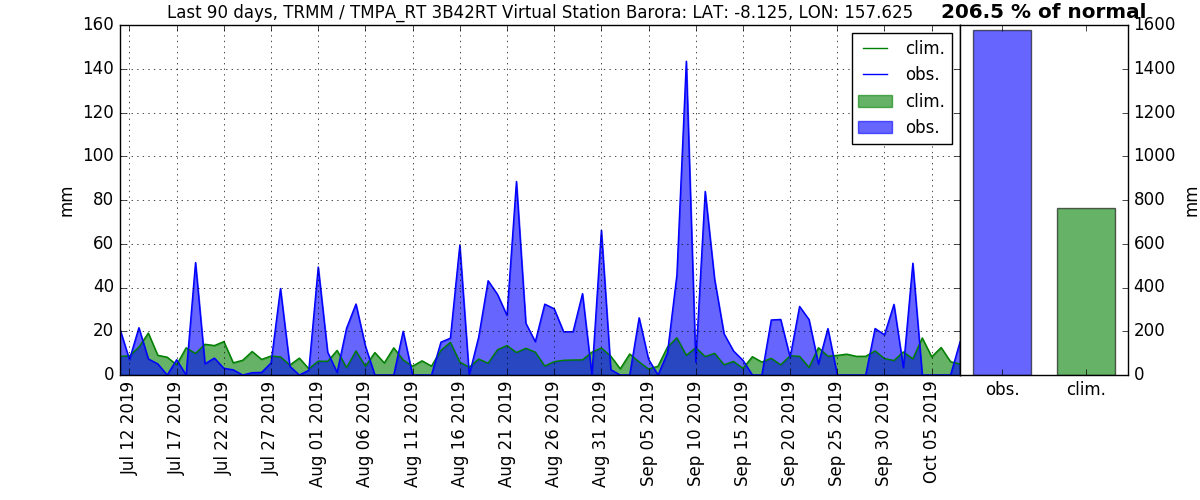 Last 90 days, TRMM / TMPA_RT 3B42RT Virtual Station Barora: LAT: -8.125, LON: 157.625
206.5 % of normal
160
140
120
100
80
60
40
20
0
mm
clim.
obs.
clim.
obs.
1600
1400
1200
1000
800
600
400
200
0
mm
obs.
clim.
Jul 12 2019
Jul 17 2019
Jul 22 2019
Jul 27 2019
Aug 01 2019
Aug 06 2019
Aug 11 2019
Aug 16 2019
Aug 21 2019
Aug 26 2019
Aug 31 2019
Sep 05 2019
Sep 10 2019
Sep 15 2019
Sep 20 2019
Sep 25 2019
Sep 30 2019
Oct 05 2019